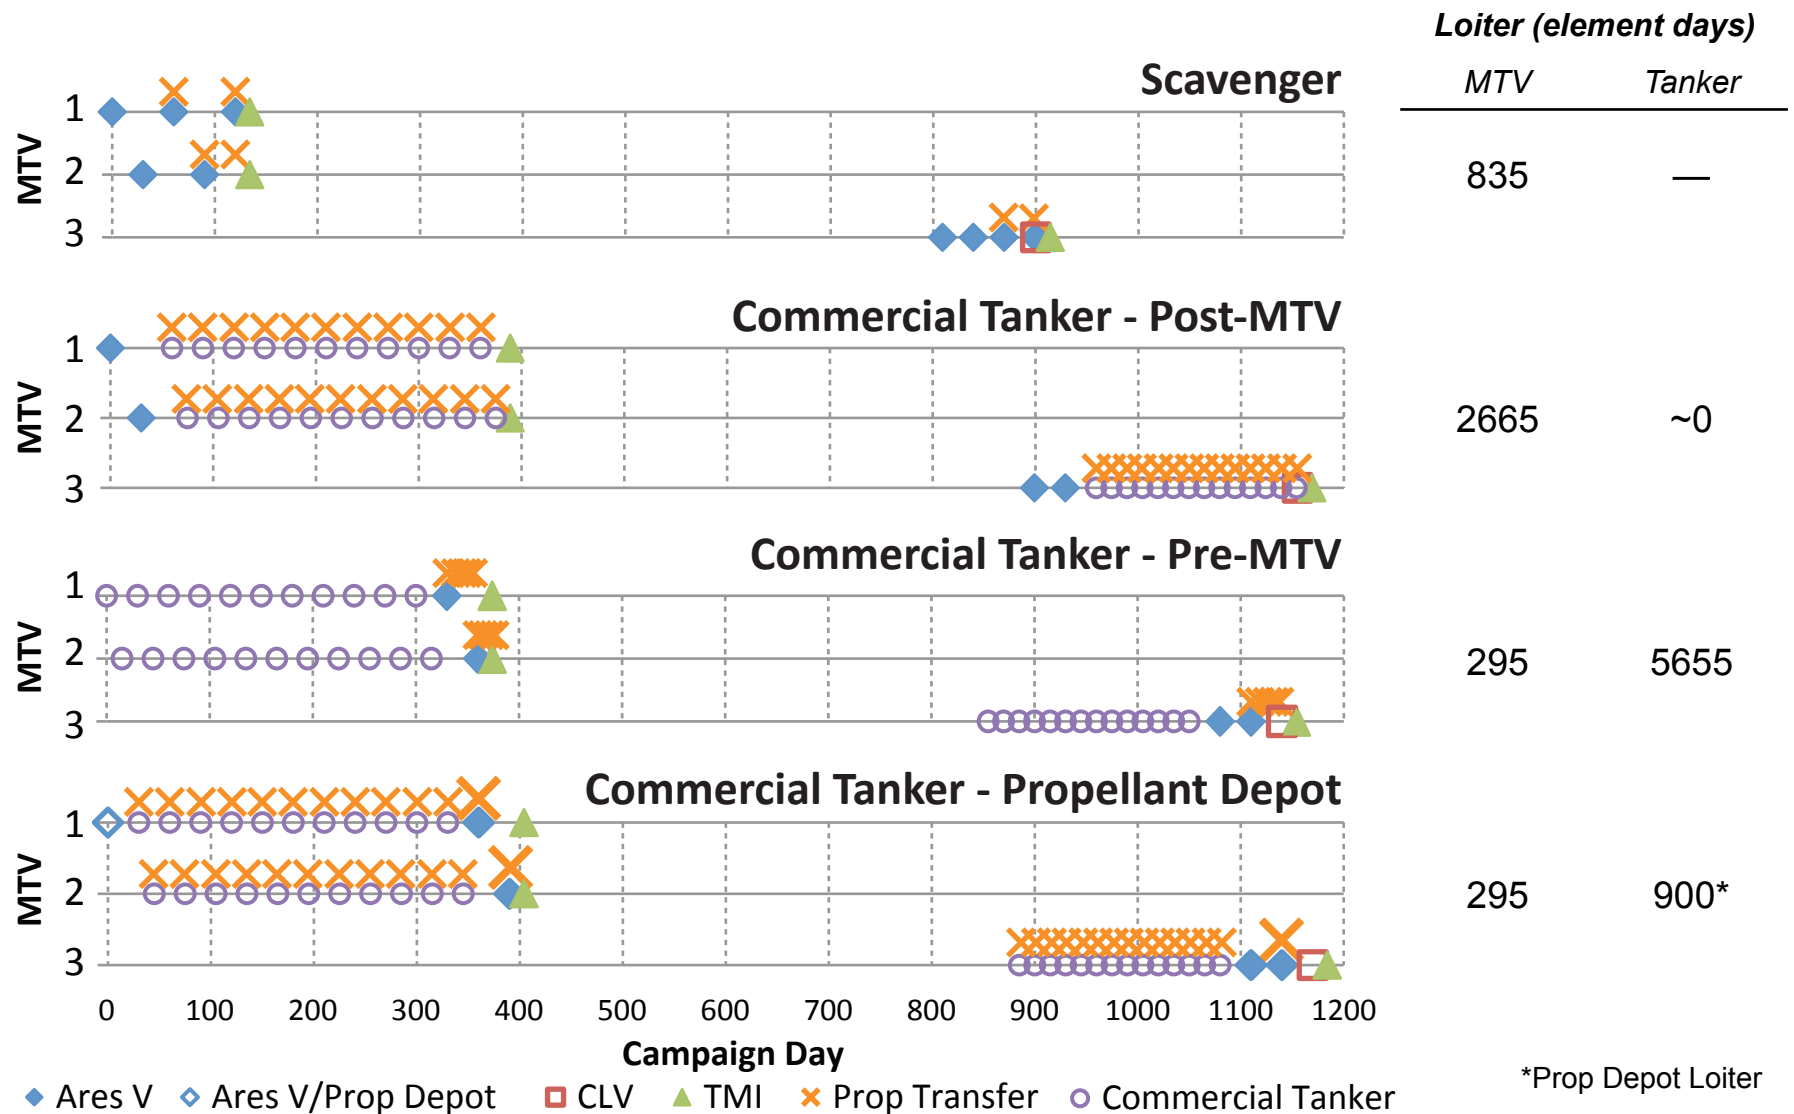 Loiter (element days)
MTV Tanker
Scavenger
MTV
1
2
3
835 —
Commercial Tanker - Post-MTV
MTV
1
2
3
2665 ~0
Commercial Tanker - Pre-MTV
MTV
1
2
3
295 5655
Commercial Tanker - Propellant Depot
MTV
1
2
3
295 900*
0 100 200 300 400 500 600 700 800 900 1000 1100 1200
Campaign Day
Ares V Ares V/Prop Depot CLV TMI Prop Transfer Commercial Tanker
*Prop Depot Loiter